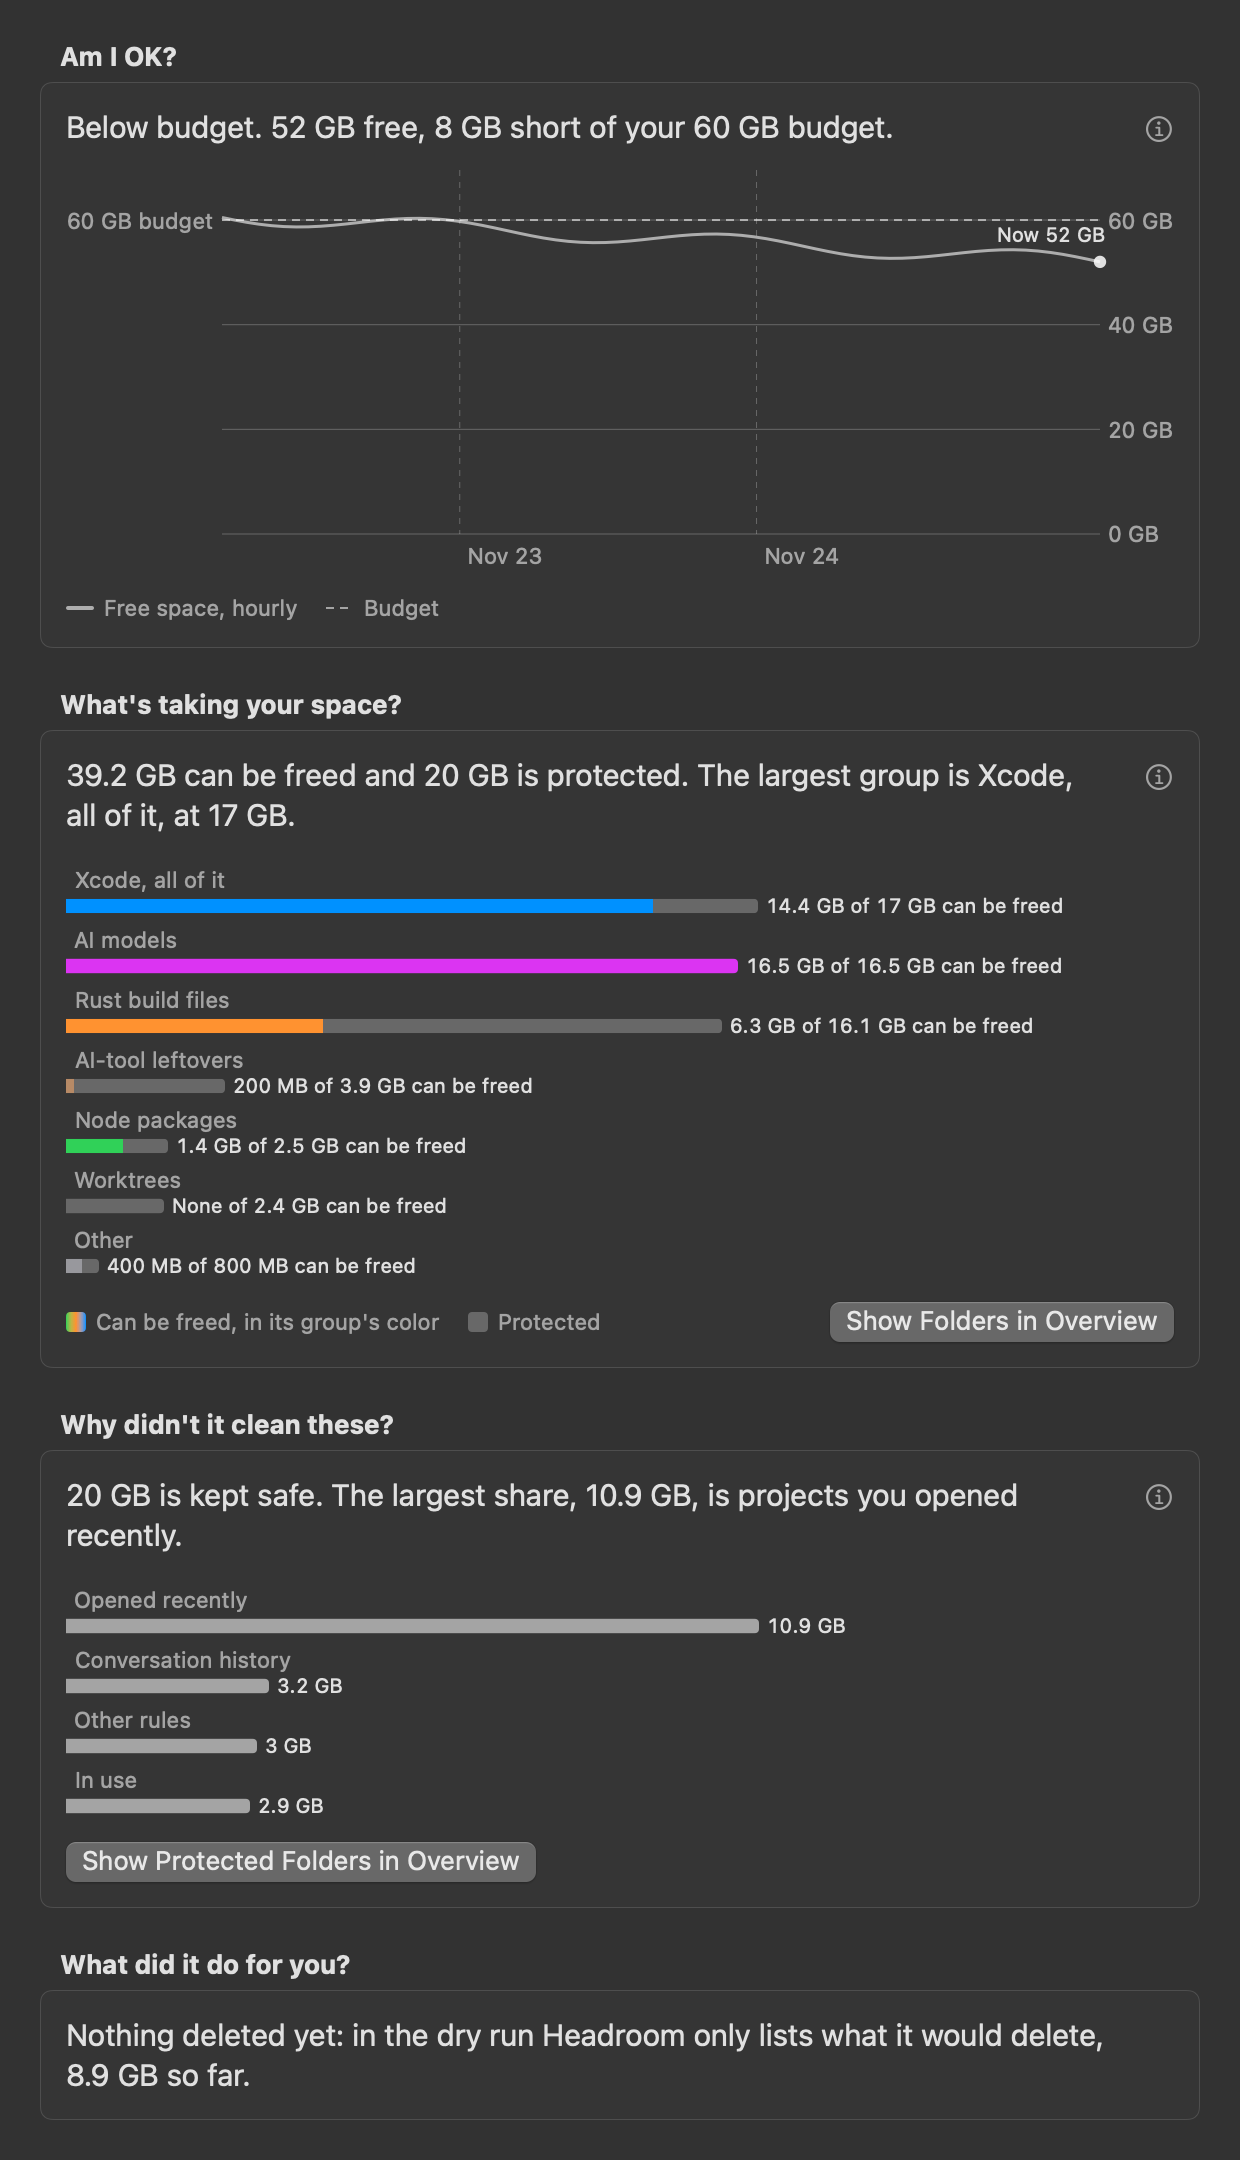 Am I OK?
Below budget. 52 GB free, 8 GB short of your 60 GB budget.
60 GB budget
60 GB
Now 52 GB
40 GB
20 GB
0 GB
Nov 23
Nov 24
Free space, hourly
Budget
What's taking your space?
39.2 GB can be freed and 20 GB is protected. The largest group is Xcode,
all of it, at 17 GB.
Xcode, all of it
14.4 GB of 17 GB can be freed
AI models
16.5 GB of 16.5 GB can be freed
Rust build files
6.3 GB of 16.1 GB can be freed
AI-tool leftovers
200 MB of 3.9 GB can be freed
Node packages
1.4 GB of 2.5 GB can be freed
Worktrees
None of 2.4 GB can be freed
Other
400 MB of 800 MB can be freed
Can be freed, in its group's color
Protected
Show Folders in Overview
Why didn't it clean these?
20 GB is kept safe. The largest share, 10.9 GB, is projects you opened
recently.
Opened recently
10.9 GB
Conversation history
3.2 GB
Other rules
3 GB
In use
2.9 GB
Show Protected Folders in Overview
What did it do for you?
Nothing deleted yet: in the dry run Headroom only lists what it would delete,
8.9 GB so far.